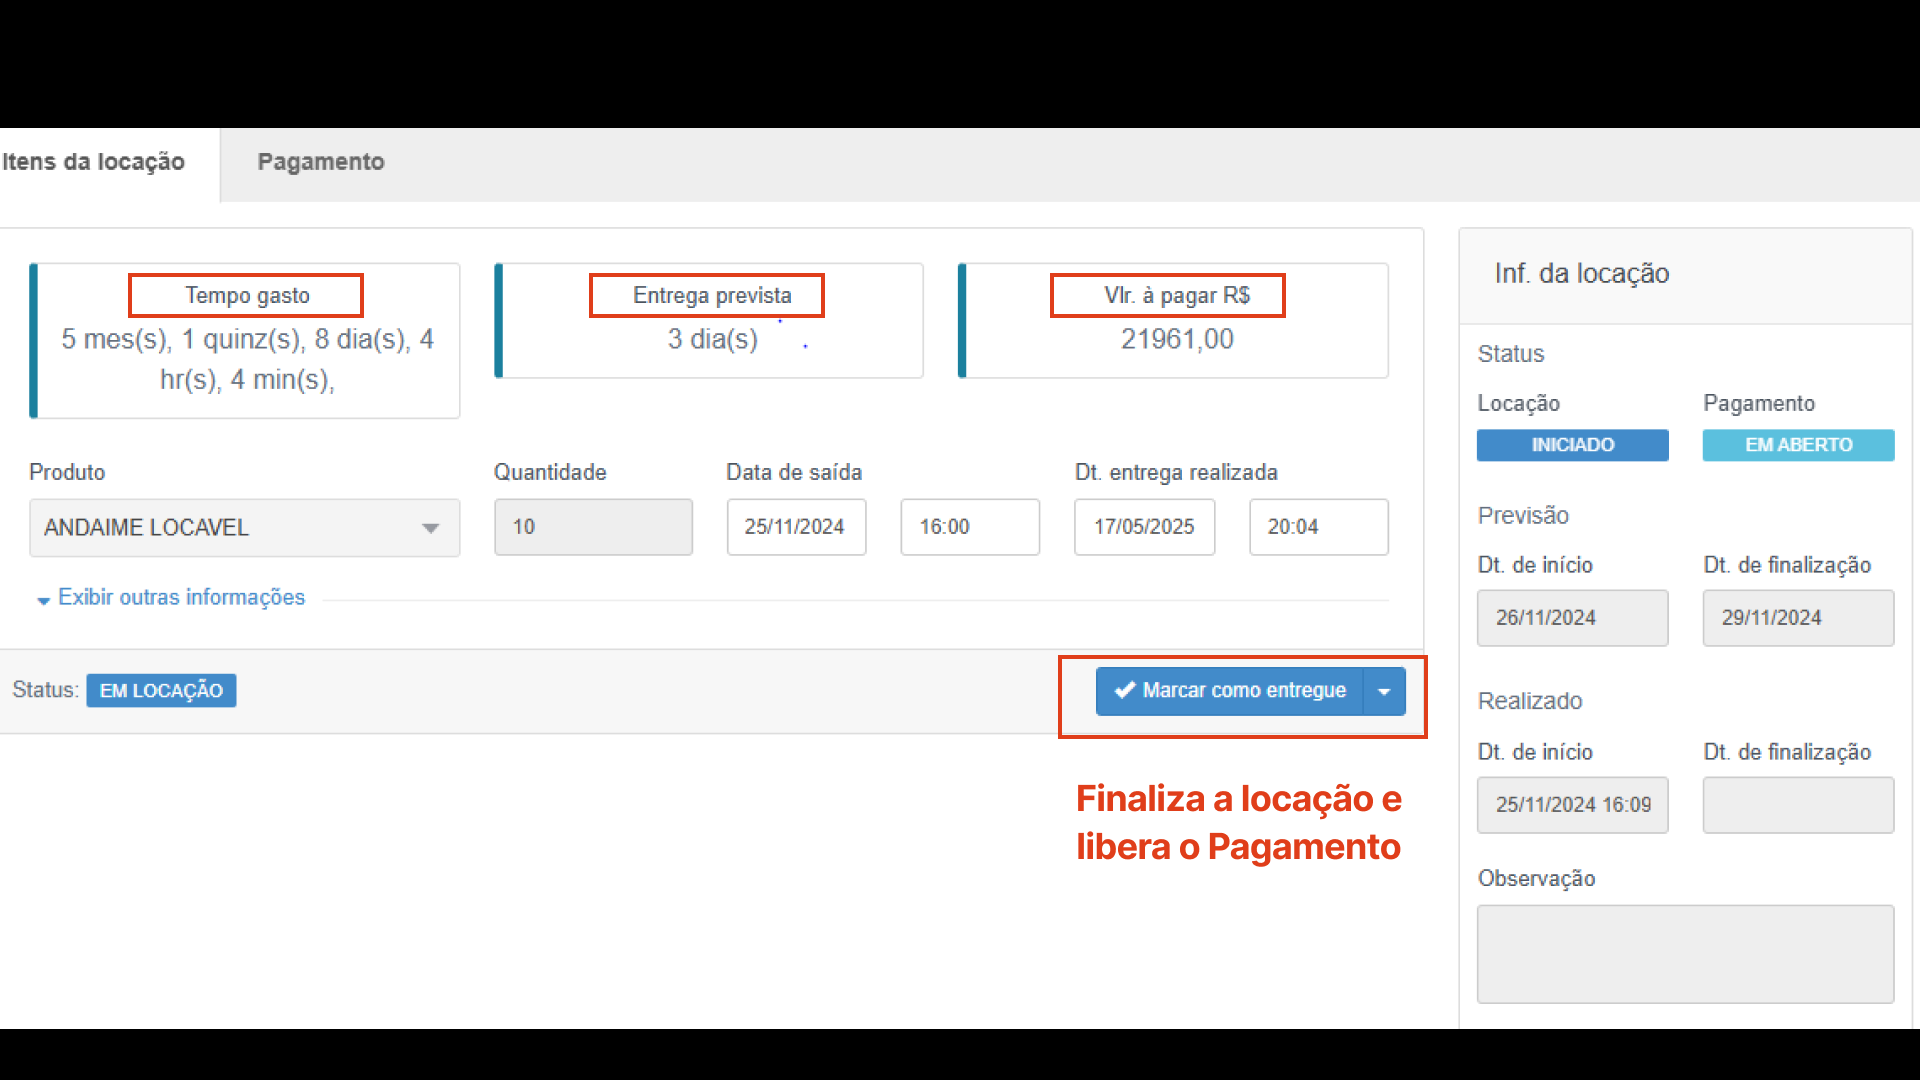 Itens da locação
Pagamento
Tempo gasto
5 mes(s), 1 quinz(s), 8 dia(s), 4
hr(s), 4 min(s),
Entrega prevista
3 dia(s)
Vlr. à pagar R$
21961,00
Produto
ANDAIME LOCAVEL
Quantidade
10
Data de saída
25/11/2024
16:00
Dt. entrega realizada
17/05/2025
20:04
Exibir outras informações
Status: EM LOCAÇÃO
Marcar como entregue
Finaliza a locação e
libera o Pagamento
Inf. da locação
Status
Locação
Pagamento
INICIADO
EM ABERTO
Previsão
Dt. de início
Dt. de finalização
26/11/2024
29/11/2024
Realizado
Dt. de início
Dt. de finalização
25/11/2024 16:09
Observação